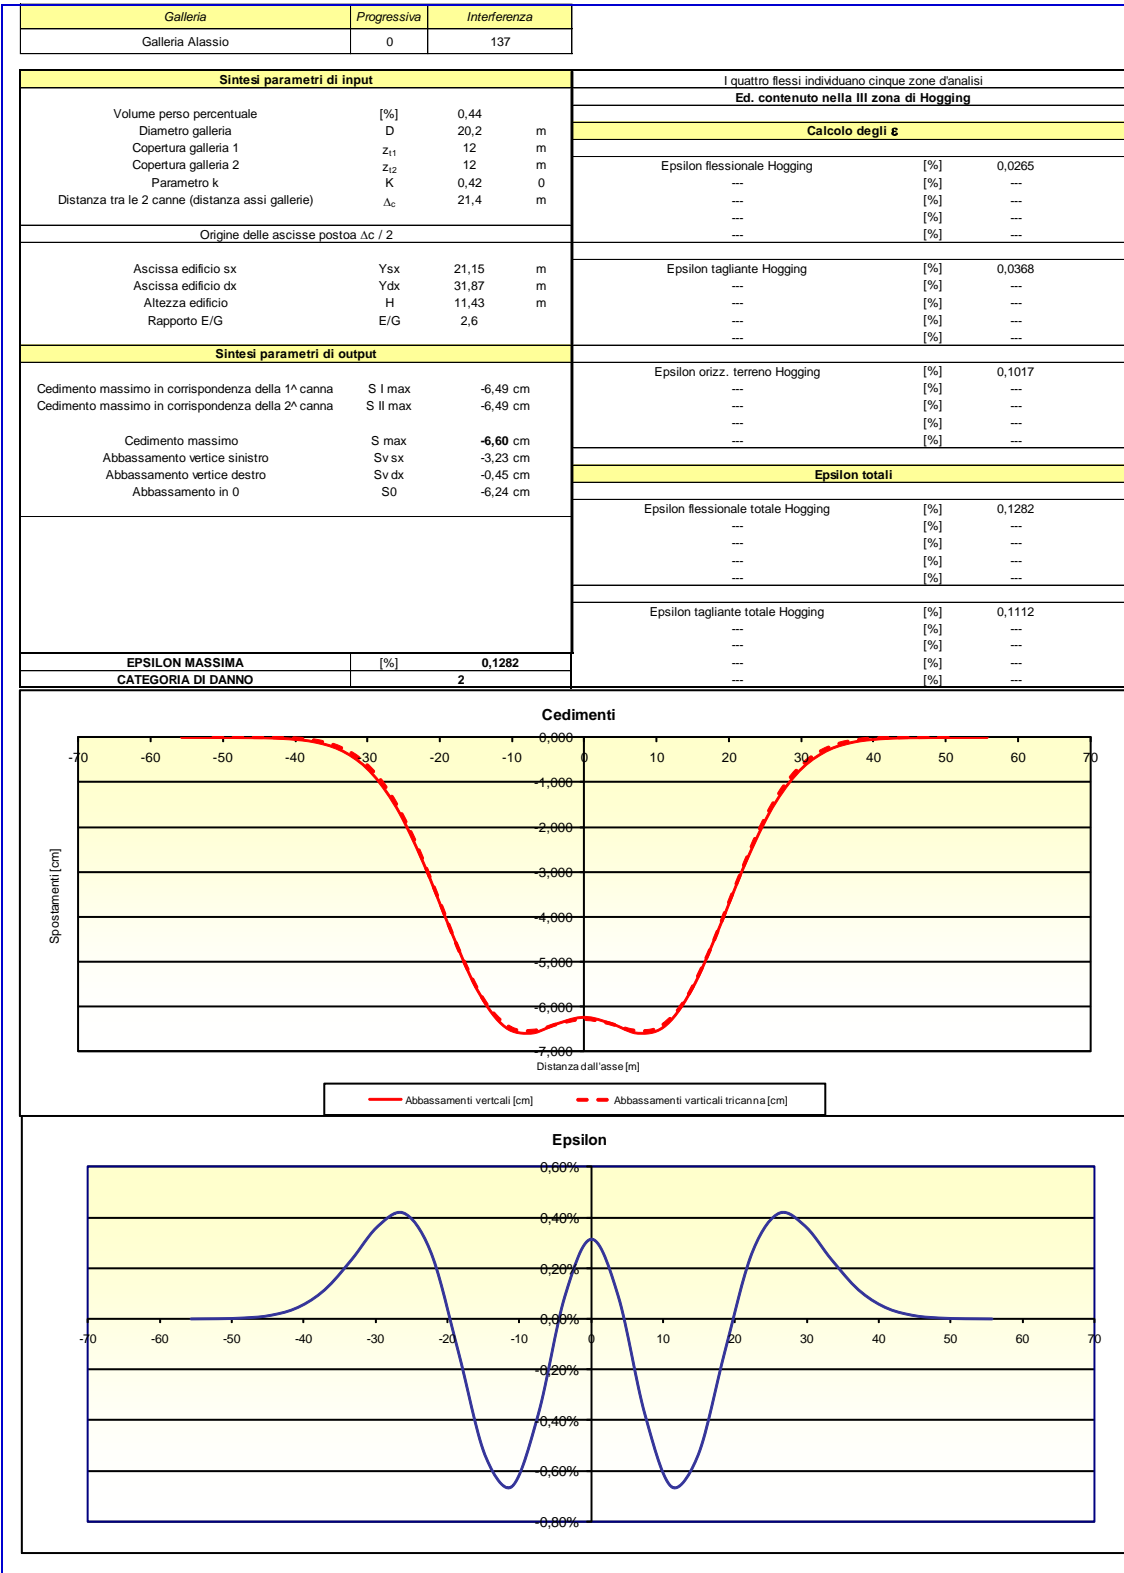 Galleria Progressiva Interferenza
Galleria Alassio 0 137
Sintesi parametri di input
Volume perso percentuale [%] 0,44
Diametro galleria D 20,2 m
Copertura galleria 1 zt1 12 m
Copertura galleria 2 zt2 12 m
Parametro k K 0,42 0
Distanza tra le 2 canne (distanza assi gallerie) Δc 21,4 m
Origine delle ascisse postoa Δc / 2
Ascissa edificio sx Ysx 21,15 m
Ascissa edificio dx Ydx 31,87 m
Altezza edificio H 11,43 m
Rapporto E/G E/G 2,6
Sintesi parametri di output
Cedimento massimo in corrispondenza della 1^ canna S I max -6,49 cm
Cedimento massimo in corrispondenza della 2^ canna S II max -6,49 cm
Cedimento massimo S max -6,60 cm
Abbassamento vertice sinistro Sv sx -3,23 cm
Abbassamento vertice destro Sv dx -0,45 cm
Abbassamento in 0 S0 -6,24 cm
EPSILON MASSIMA [%] 0,1282
CATEGORIA DI DANNO 2
I quattro flessi individuano cinque zone d'analisi
Ed. contenuto nella III zona di Hogging
Calcolo degli ε
Epsilon flessionale Hogging [%] 0,0265
--- [%] ---
--- [%] ---
--- [%] ---
--- [%] ---
Epsilon tagliante Hogging [%] 0,0368
--- [%] ---
--- [%] ---
--- [%] ---
--- [%] ---
Epsilon orizz. terreno Hogging [%] 0,1017
--- [%] ---
--- [%] ---
--- [%] ---
--- [%] ---
Epsilon totali
Epsilon flessionale totale Hogging [%] 0,1282
--- [%] ---
--- [%] ---
--- [%] ---
--- [%] ---
Epsilon tagliante totale Hogging [%] 0,1112
--- [%] ---
--- [%] ---
--- [%] ---
--- [%] ---
Cedimenti
0,000
-70 -60 -50 -40 -30 -20 -10 0 10 20 30 40 50 60 70
-1,000
-2,000
-3,000
-4,000
-5,000
-6,000
-7,000
Spostamenti [cm]
Distanza dall'asse [m]
Abbassamenti vertcali [cm] Abbassamenti varticali tricanna [cm]
Epsilon
0,60%
0,40%
0,20%
0,00%
-70 -60 -50 -40 -30 -20 -10 0 10 20 30 40 50 60 70
-0,20%
-0,40%
-0,60%
-0,80%